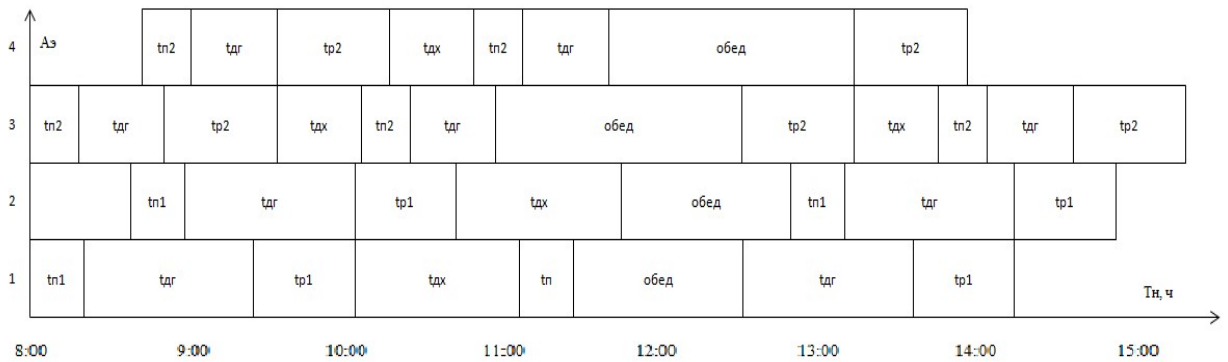 4 Аэ tп2 tдг tр2 tдх tп2 tдг обед tр2
3 tп2 tдг tр2 tдх tп2 tдг обед tр2 tдх tп2 tдг tр2
2 tп1 tдг tр1 tдх обед tп1 tдг tр1
1 tп1 tдг tр1 tдх tп обед tдг tр1
Тн, ч
8:00 9:00 10:00 11:00 12:00 13:00 14:00 15:00